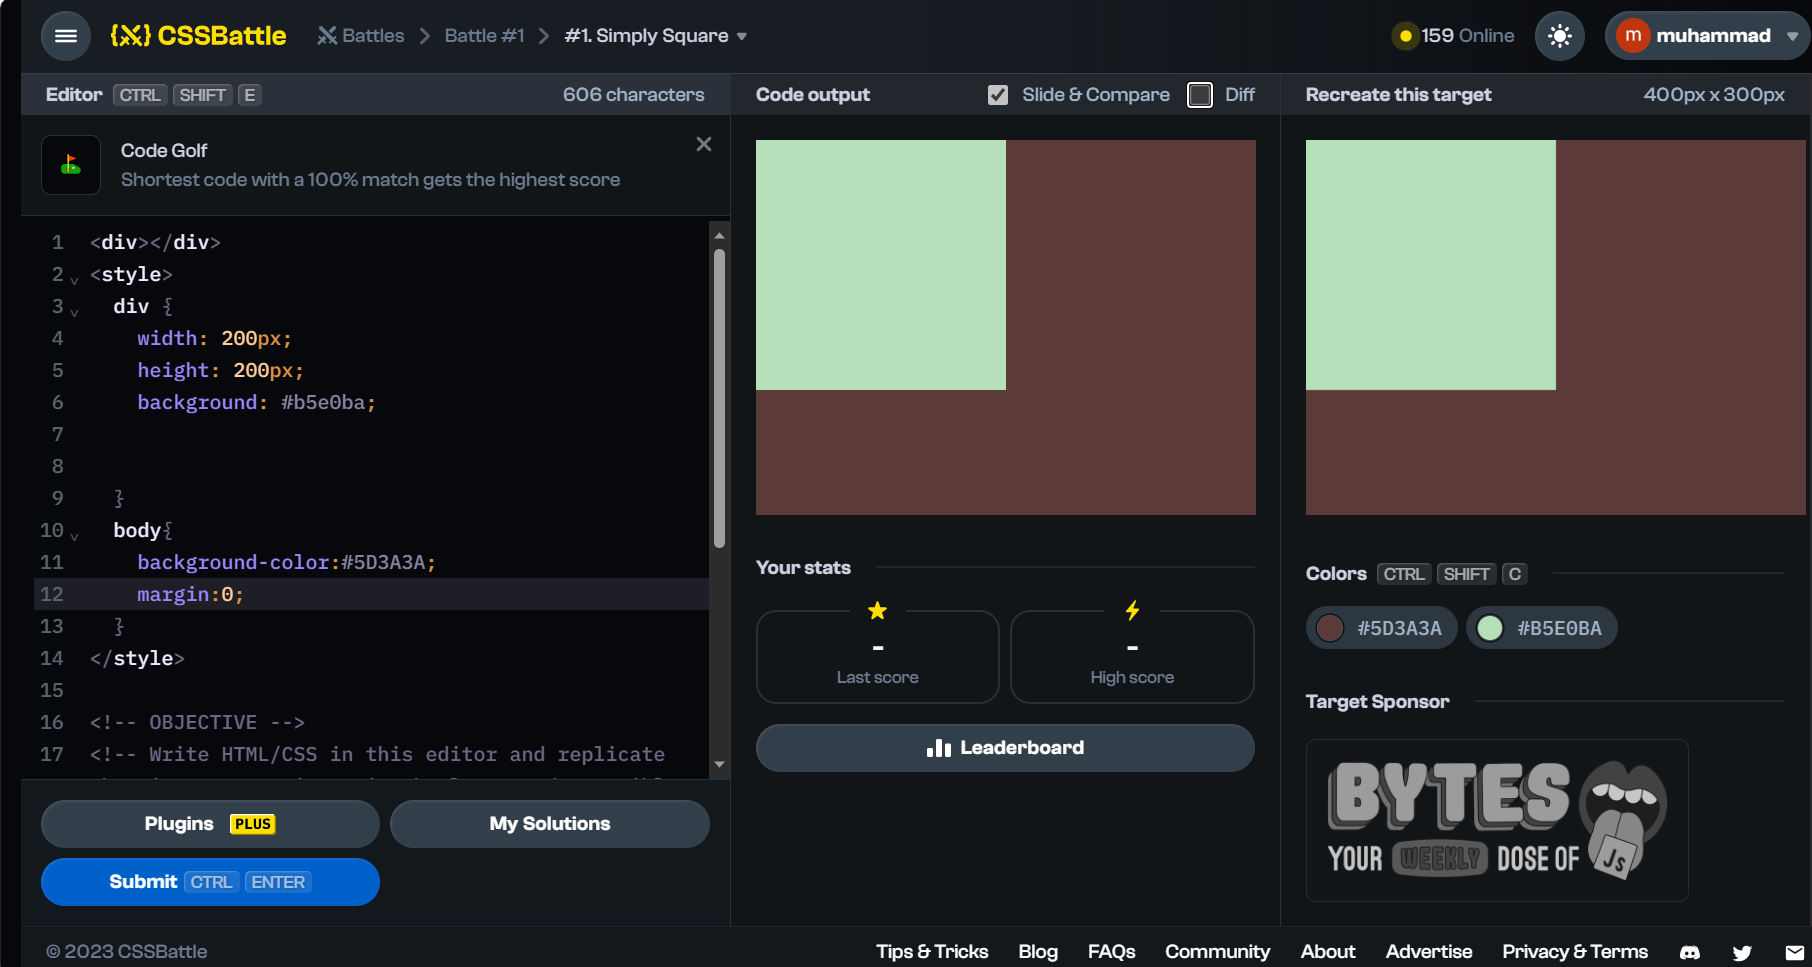 {X} CSSBattle Battles Battle #1 #1. Simply Square 159 Online m muhammad
Editor CTRL SHIFT E 606 characters
Code output Slide & Compare Diff
Recreate this target 400px x 300px
Code Golf
Shortest code with a 100% match gets the highest score
1 <div></div>
2 <style>
3 div {
4 width: 200px;
5 height: 200px;
6 background: #b5e0ba;
7
8
9 }
10 body{
11 background-color:#5D3A3A;
12 margin:0;
13 }
14 </style>
15
16 <!-- OBJECTIVE -->
17 <!-- Write HTML/CSS in this editor and replicate
Plugins PLUS My Solutions
Submit CTRL ENTER
Your stats
-
Last score
-
High score
Leaderboard
Colors CTRL SHIFT C
#5D3A3A #B5E0BA
Target Sponsor
BYTES
YOUR WEEKLY DOSE OF JS
© 2023 CSSBattle Tips & Tricks Blog FAQs Community About Advertise Privacy & Terms